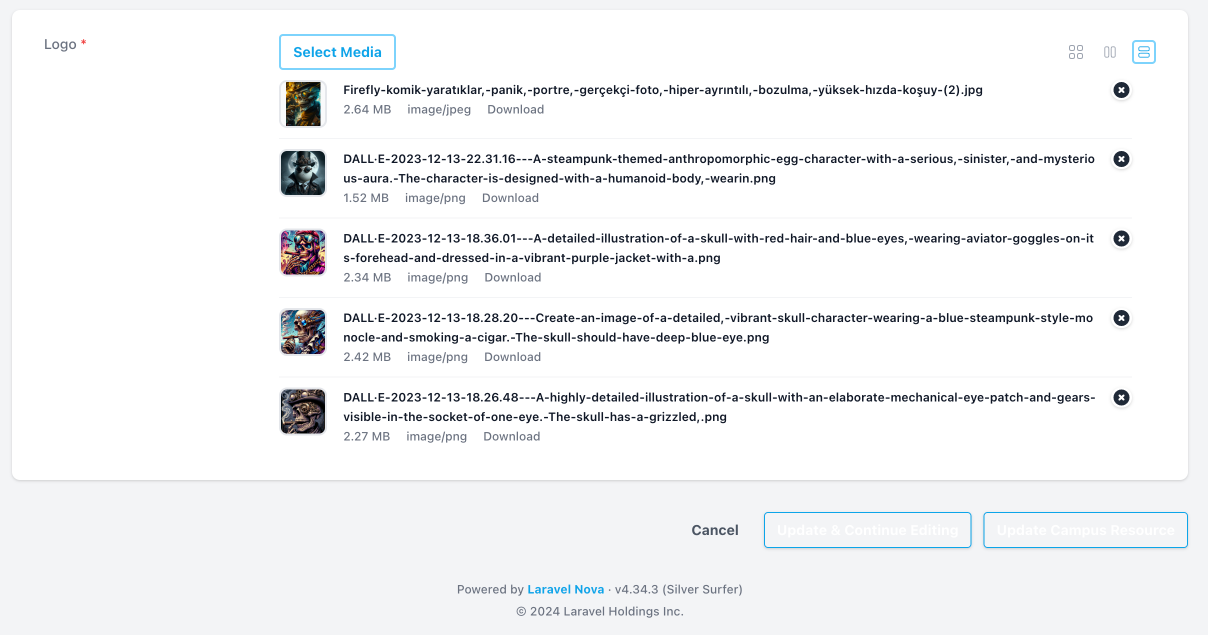 Logo *
Select Media
Firefly-komik-yaratıklar,-panik,-portre,-gerçekçi-foto,-hiper-ayrıntılı,-bozulma,-yüksek-hızda-koşuy-(2).jpg
2.64 MB image/jpeg Download
DALL·E-2023-12-13-22.31.16---A-steampunk-themed-anthropomorphic-egg-character-with-a-serious,-sinister,-and-mysterio
us-aura.-The-character-is-designed-with-a-humanoid-body,-wearin.png
1.52 MB image/png Download
DALL·E-2023-12-13-18.36.01---A-detailed-illustration-of-a-skull-with-red-hair-and-blue-eyes,-wearing-aviator-goggles-on-it
s-forehead-and-dressed-in-a-vibrant-purple-jacket-with-a.png
2.34 MB image/png Download
DALL·E-2023-12-13-18.28.20---Create-an-image-of-a-detailed,-vibrant-skull-character-wearing-a-blue-steampunk-style-mo
nocle-and-smoking-a-cigar.-The-skull-should-have-deep-blue-eye.png
2.42 MB image/png Download
DALL·E-2023-12-13-18.26.48---A-highly-detailed-illustration-of-a-skull-with-an-elaborate-mechanical-eye-patch-and-gears-
visible-in-the-socket-of-one-eye.-The-skull-has-a-grizzled,.png
2.27 MB image/png Download
Cancel Update & Continue Editing Update Campus Resource
Powered by Laravel Nova · v4.34.3 (Silver Surfer)
© 2024 Laravel Holdings Inc.